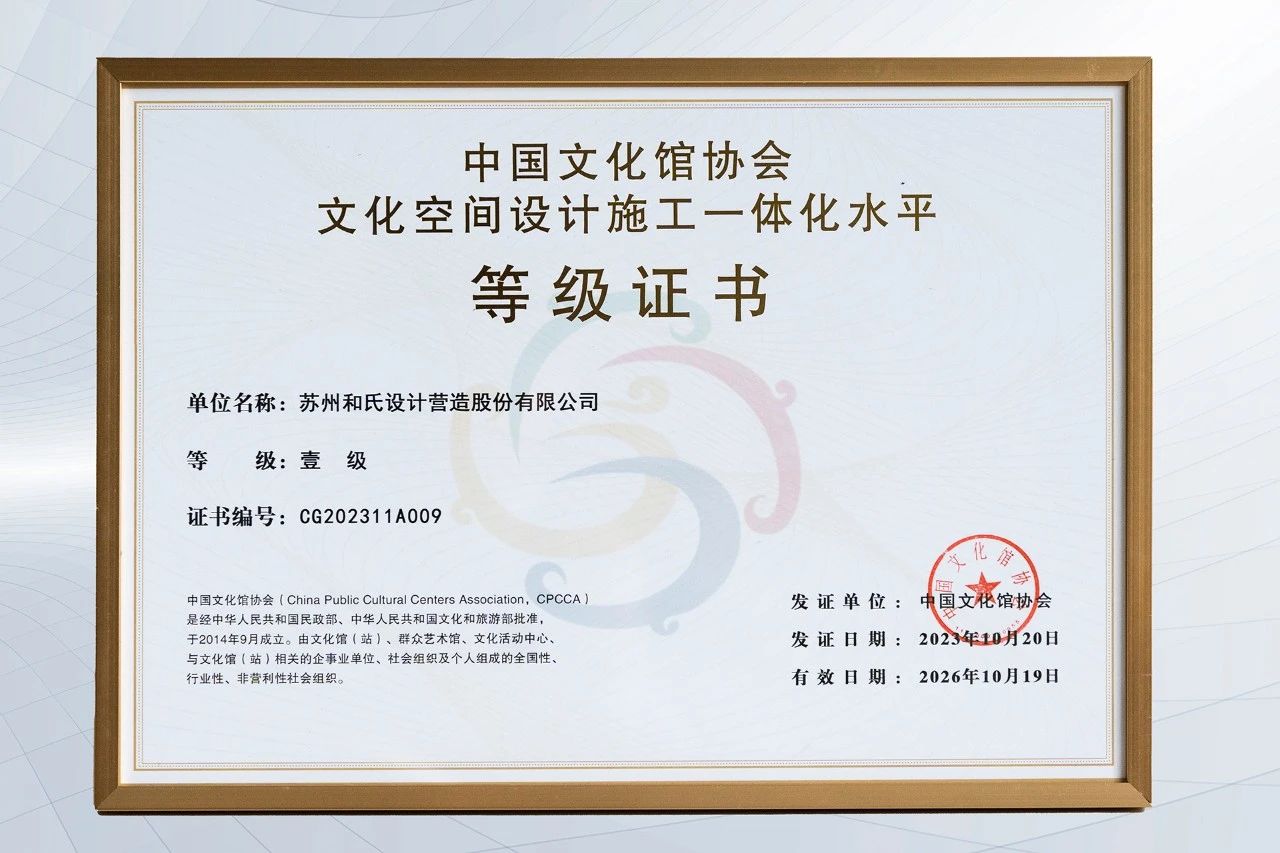 中国文化馆协会
文化空间设计施工一体化水平
等级证书
单位名称：苏州和氏设计营造股份有限公司
等　　级：壹　级
证书编号：CG202311A009
中国文化馆协会（China Public Cultural Centers Association，CPCCA）
是经中华人民共和国民政部、中华人民共和国文化和旅游部批准，
于2014年9月成立。由文化馆（站）、群众艺术馆、文化活动中心、
与文化馆（站）相关的企事业单位、社会组织及个人组成的全国性、
行业性、非营利性社会组织。
中国文化馆协会
发证单位：中国文化馆协会
发证日期：2023年10月20日
有效日期：2026年10月19日